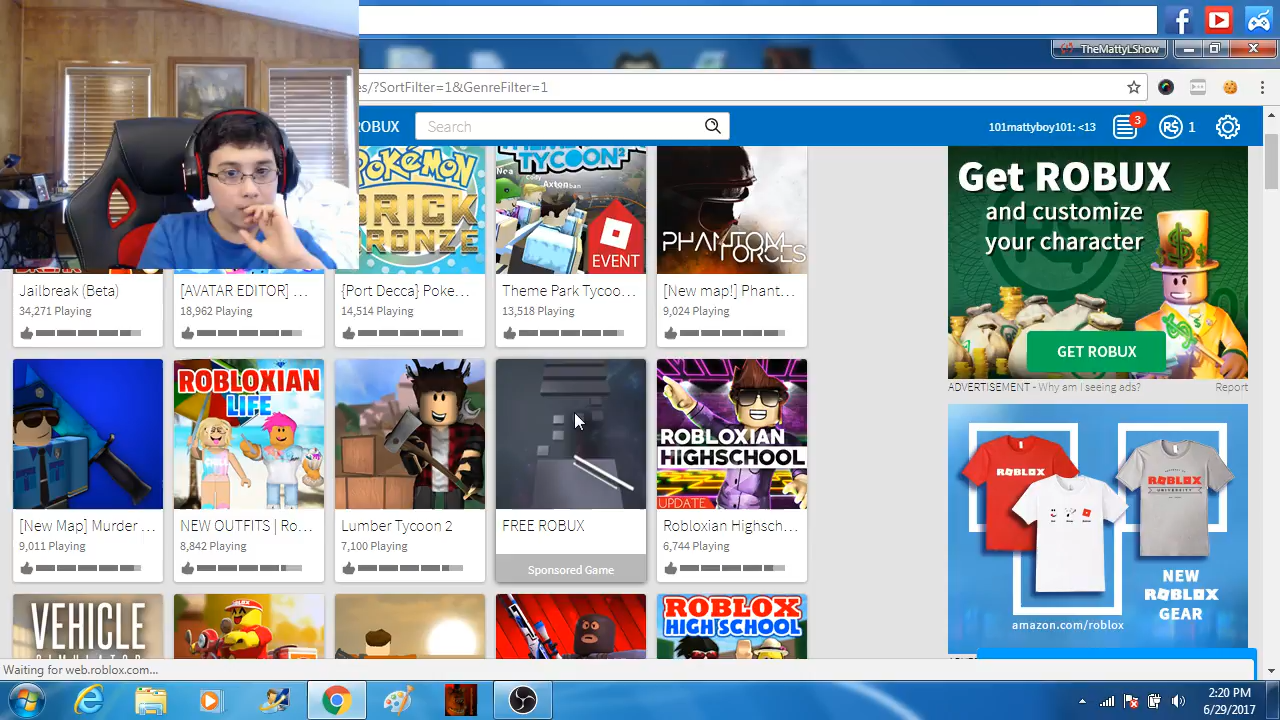 TheMattyLShow
es/?SortFilter=1&GenreFilter=1
ROBUX
Search
101mattyboy101: <13
3
1
POKéMON
BRICK
BRONZE
TYCOON2
Nea
Cody
Axton
EVENT
PHANTOM
FORCES
Get ROBUX
and customize
your character
GET ROBUX
ADVERTISEMENT - Why am I seeing ads?
Report
Jailbreak (Beta)
34,271 Playing
[AVATAR EDITOR] ...
18,962 Playing
{Port Decca} Poke...
14,514 Playing
Theme Park Tycoo...
13,518 Playing
[New map!] Phant...
9,024 Playing
ROBLOXIAN
LIFE
ROBLOXIAN
HIGHSCHOOL
UPDATE
[New Map] Murder ...
9,011 Playing
NEW OUTFITS | Ro...
8,842 Playing
Lumber Tycoon 2
7,100 Playing
FREE ROBUX
Sponsored Game
Robloxian Highsch...
6,744 Playing
ROBLOX
ROBLOX
UNIVERSITY
NEW
ROBLOX
GEAR
amazon.com/roblox
VEHICLE
ROBLOX
HIGH SCHOOL
Waiting for web.roblox.com...
2:20 PM
6/29/2017